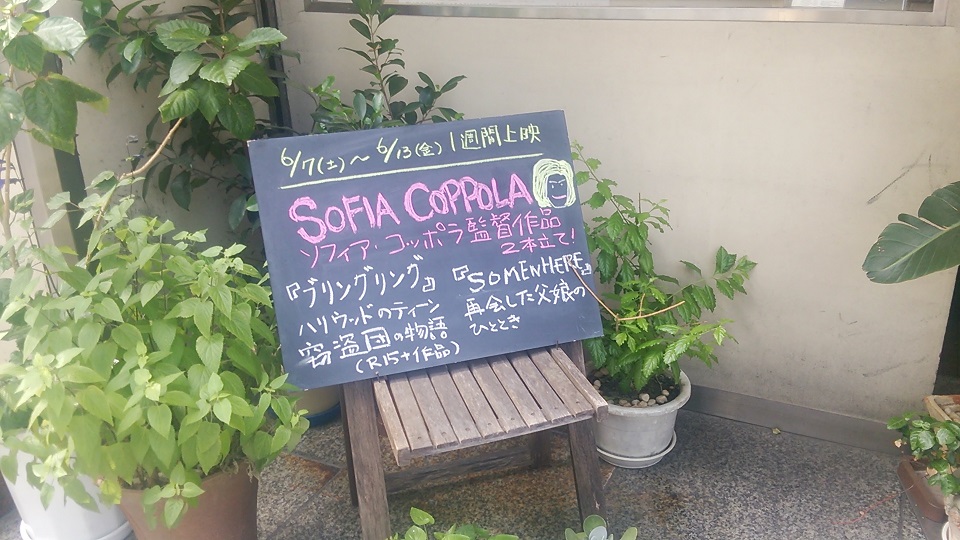 6/7(土)～6/13(金) 1週間上映
SOFIA COPPOLA
ソフィア・コッポラ監督作品
2本立て!
『ブリングリング』
ハリウッドのティーン
窃盗団の物語
(R15+作品)
『SOMEWHERE』
再会した父娘の
ひととき